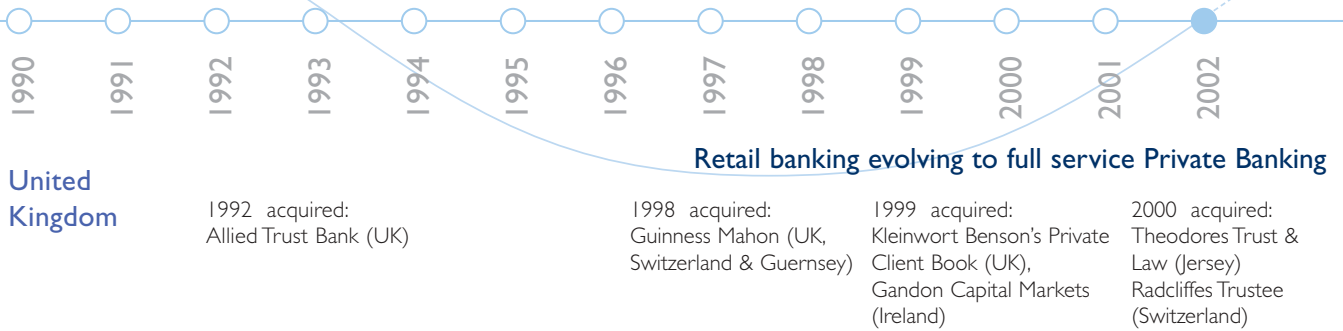 1990
1991
1992
1993
1994
1995
1996
1997
1998
1999
2000
2001
2002
Retail banking evolving to full service Private Banking
United
Kingdom
1992 acquired:
Allied Trust Bank (UK)
1998 acquired:
Guinness Mahon (UK,
Switzerland & Guernsey)
1999 acquired:
Kleinwort Benson's Private
Client Book (UK),
Gandon Capital Markets
(Ireland)
2000 acquired:
Theodores Trust &
Law (Jersey)
Radcliffes Trustee
(Switzerland)